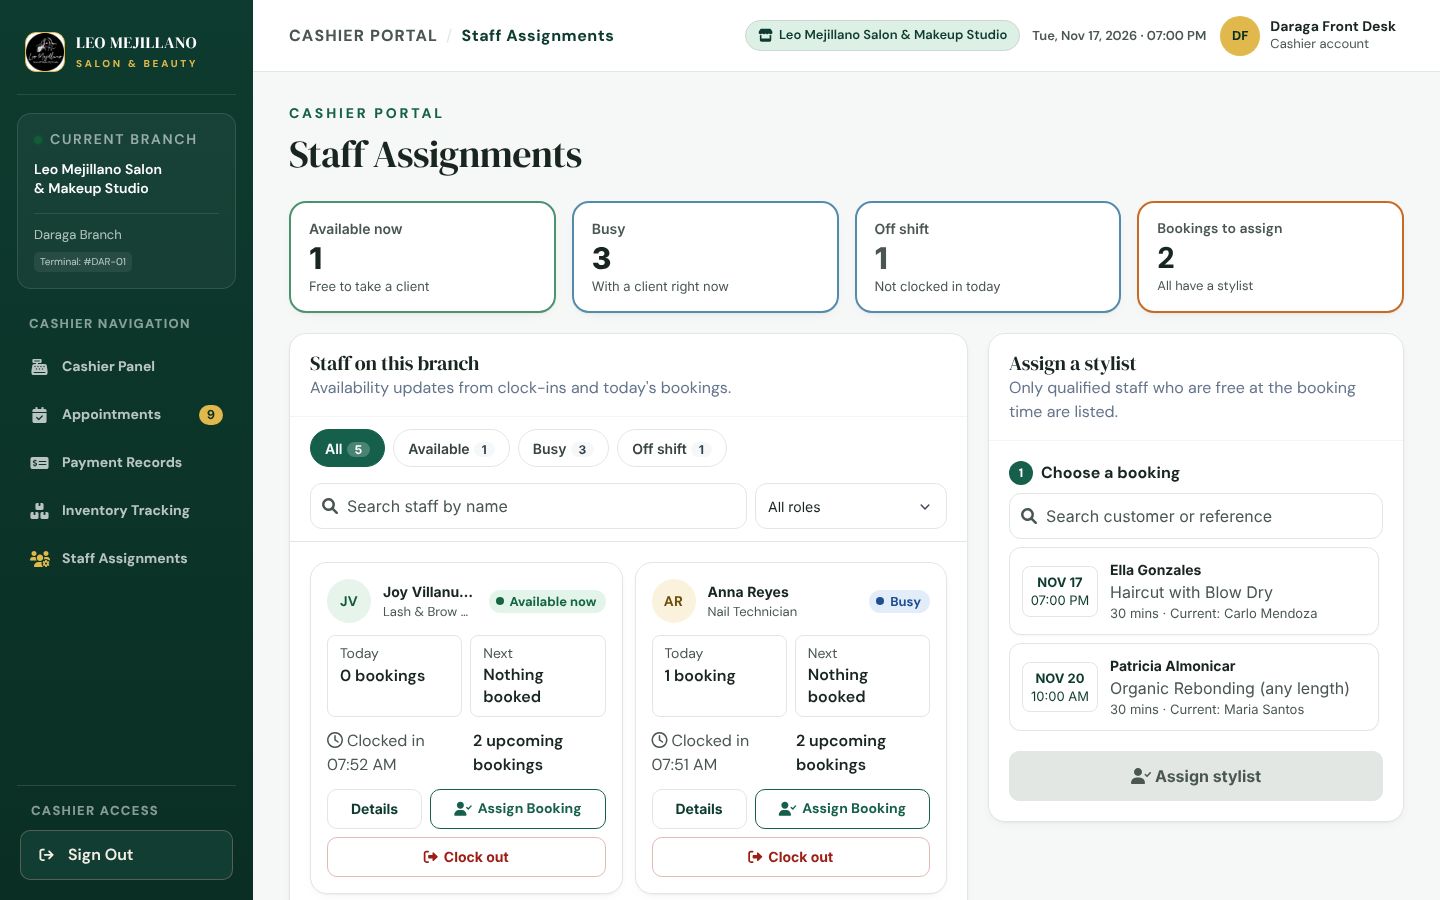 LEO MEJILLANO
SALON & BEAUTY
CURRENT BRANCH
Leo Mejillano Salon
& Makeup Studio
Daraga Branch
Terminal: #DAR-01
CASHIER NAVIGATION
Cashier Panel
Appointments 9
Payment Records
Inventory Tracking
Staff Assignments
CASHIER ACCESS
Sign Out
CASHIER PORTAL / Staff Assignments
Leo Mejillano Salon & Makeup Studio
Tue, Nov 17, 2026 · 07:00 PM
DF
Daraga Front Desk
Cashier account
CASHIER PORTAL
Staff Assignments
Available now
1
Free to take a client
Busy
3
With a client right now
Off shift
1
Not clocked in today
Bookings to assign
2
All have a stylist
Staff on this branch
Availability updates from clock-ins and today's bookings.
All 5
Available 1
Busy 3
Off shift 1
Search staff by name
All roles
JV
Joy Villanu...
Lash & Brow ...
Available now
Today
0 bookings
Next
Nothing
booked
Clocked in
07:52 AM
2 upcoming
bookings
Details
Assign Booking
Clock out
AR
Anna Reyes
Nail Technician
Busy
Today
1 booking
Next
Nothing
booked
Clocked in
07:51 AM
2 upcoming
bookings
Details
Assign Booking
Clock out
Assign a stylist
Only qualified staff who are free at the booking
time are listed.
1 Choose a booking
Search customer or reference
NOV 17
07:00 PM
Ella Gonzales
Haircut with Blow Dry
30 mins · Current: Carlo Mendoza
NOV 20
10:00 AM
Patricia Almonicar
Organic Rebonding (any length)
30 mins · Current: Maria Santos
Assign stylist